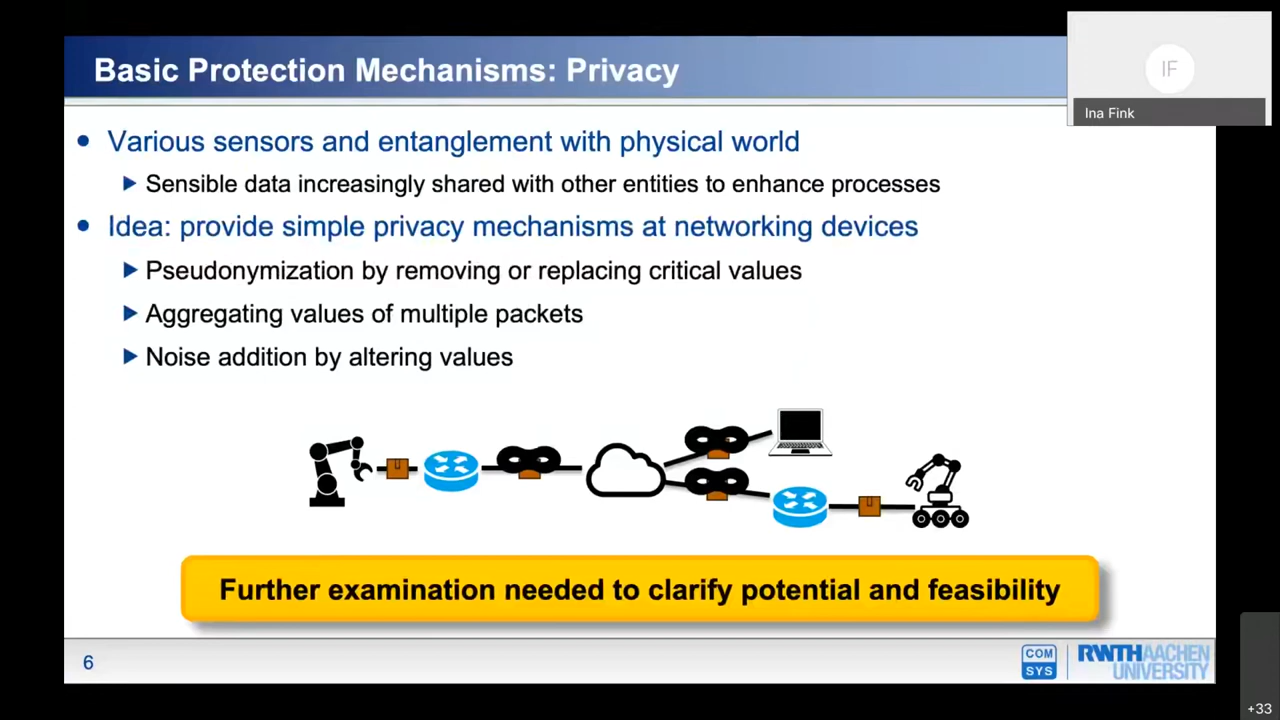 Basic Protection Mechanisms: Privacy
IF
Ina Fink
Various sensors and entanglement with physical world
Sensible data increasingly shared with other entities to enhance processes
Idea: provide simple privacy mechanisms at networking devices
Pseudonymization by removing or replacing critical values
Aggregating values of multiple packets
Noise addition by altering values
Further examination needed to clarify potential and feasibility
6
COM
SYS
RWTHAACHEN
UNIVERSITY
+33